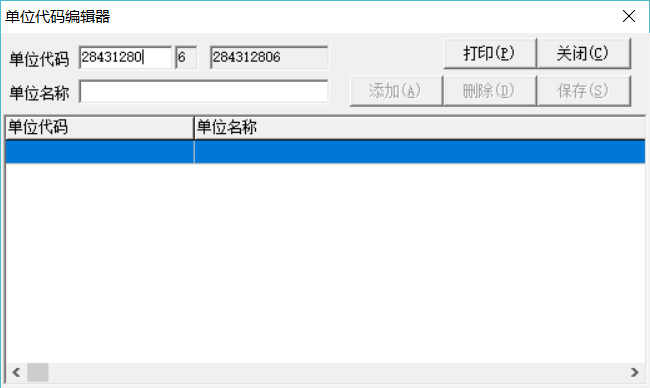 单位代码编辑器
单位代码 28431280 6 284312806 打印(P) 关闭(C)
单位名称 添加(A) 删除(D) 保存(S)
单位代码 单位名称